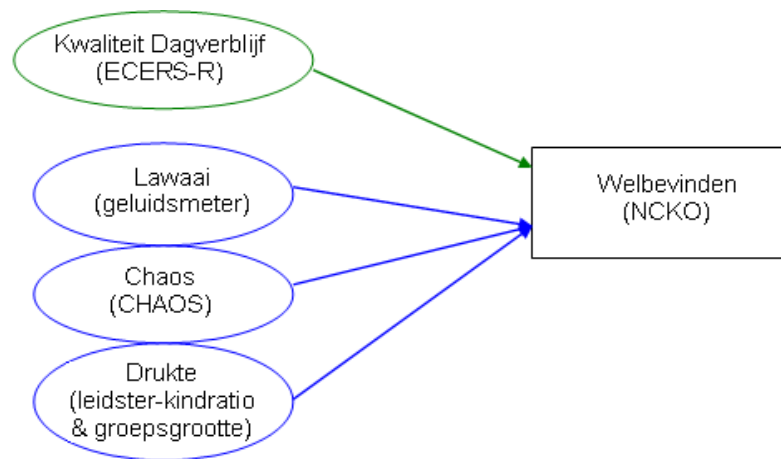 Kwaliteit Dagverblijf
(ECERS-R)
Lawaai
(geluidsmeter)
Welbevinden
(NCKO)
Chaos
(CHAOS)
Drukte
(leidster-kindratio
& groepsgrootte)